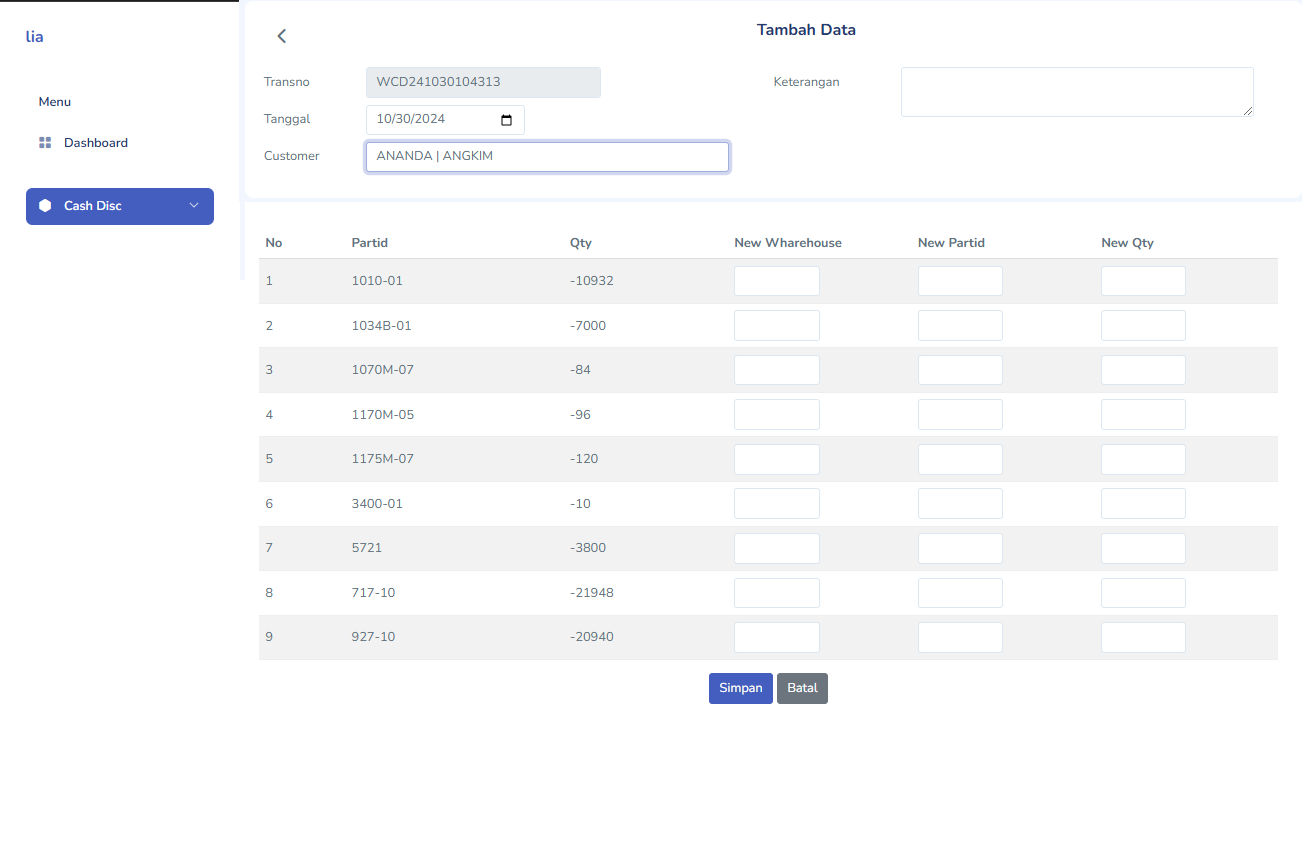 lia
Menu
Dashboard
Cash Disc
Tambah Data
Transno WCD241030104313
Tanggal 10/30/2024
Customer ANANDA | ANGKIM
Keterangan
No Partid Qty New Wharehouse New Partid New Qty
1 1010-01 -10932
2 1034B-01 -7000
3 1070M-07 -84
4 1170M-05 -96
5 1175M-07 -120
6 3400-01 -10
7 5721 -3800
8 717-10 -21948
9 927-10 -20940
Simpan Batal